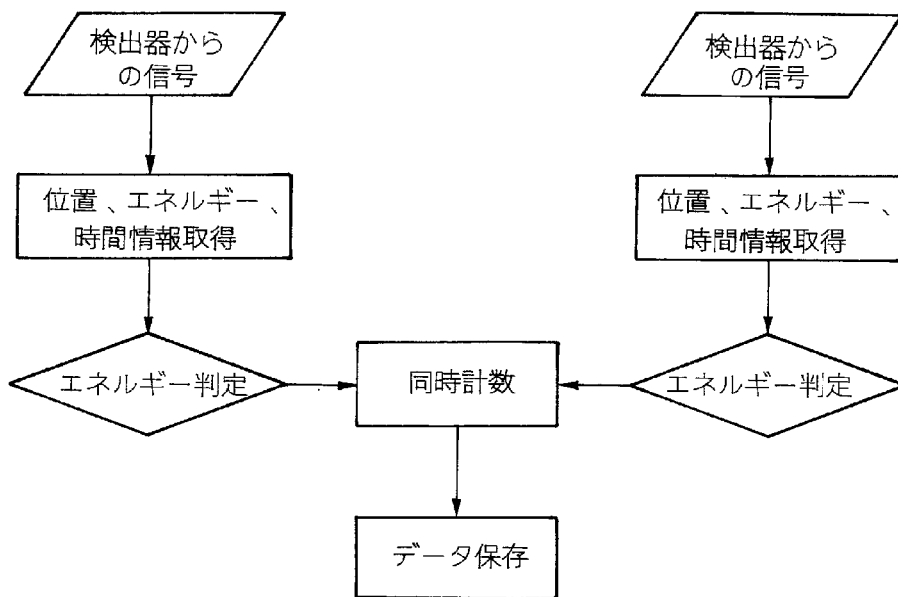 検出器から
の信号
検出器から
の信号
位置、エネルギー、
時間情報取得
位置、エネルギー、
時間情報取得
エネルギー判定
同時計数
エネルギー判定
データ保存